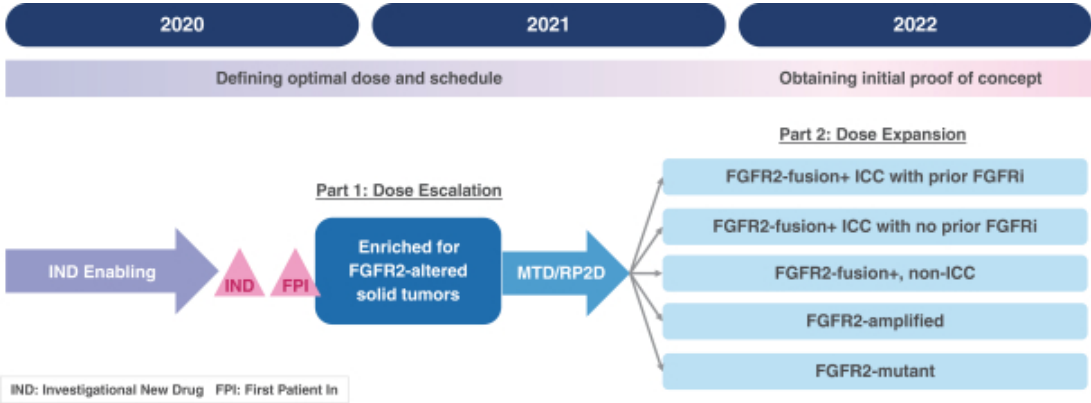 2020
2021
2022
Defining optimal dose and schedule
Obtaining initial proof of concept
Part 2: Dose Expansion
Part 1: Dose Escalation
IND Enabling
IND
FPI
Enriched for
FGFR2-altered
solid tumors
MTD/RP2D
FGFR2-fusion+ ICC with prior FGFRi
FGFR2-fusion+ ICC with no prior FGFRi
FGFR2-fusion+, non-ICC
FGFR2-amplified
FGFR2-mutant
IND: Investigational New Drug FPI: First Patient In